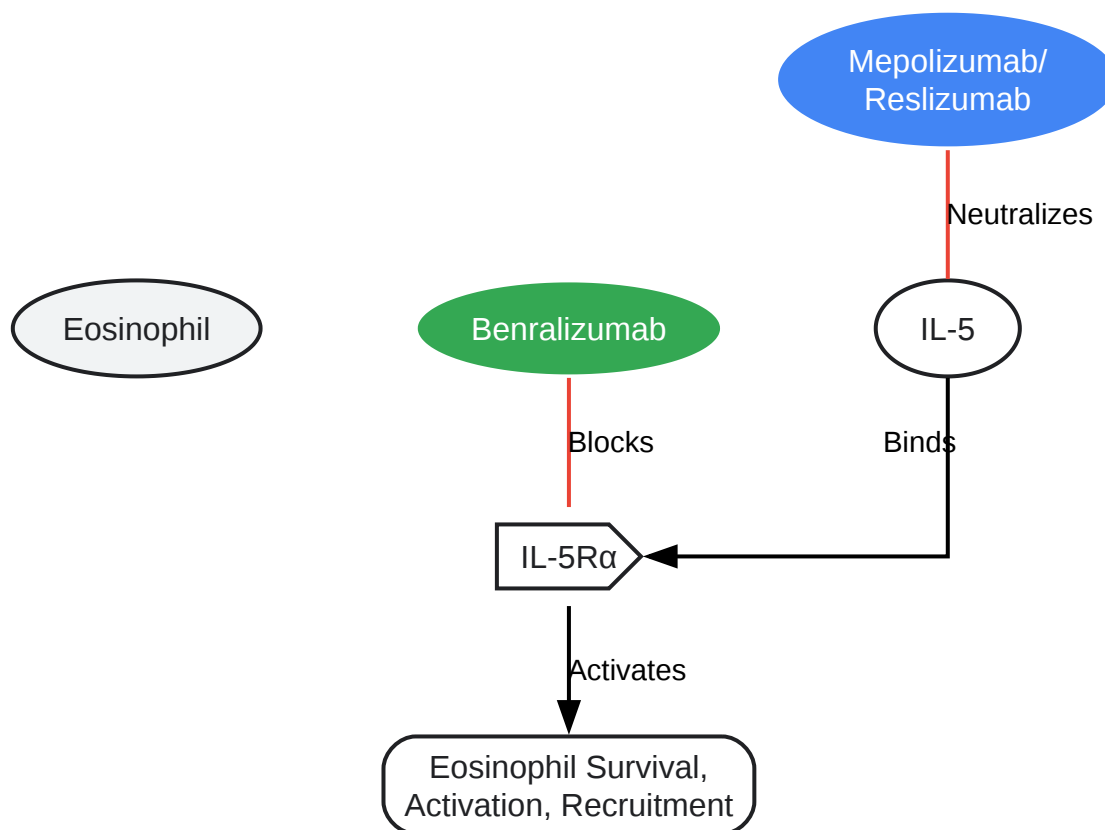 Mepolizumab/
Reslizumab
Neutralizes
Eosinophil
Benralizumab
IL-5
Blocks
Binds
IL-5Rα
Activates
Eosinophil Survival,
Activation, Recruitment